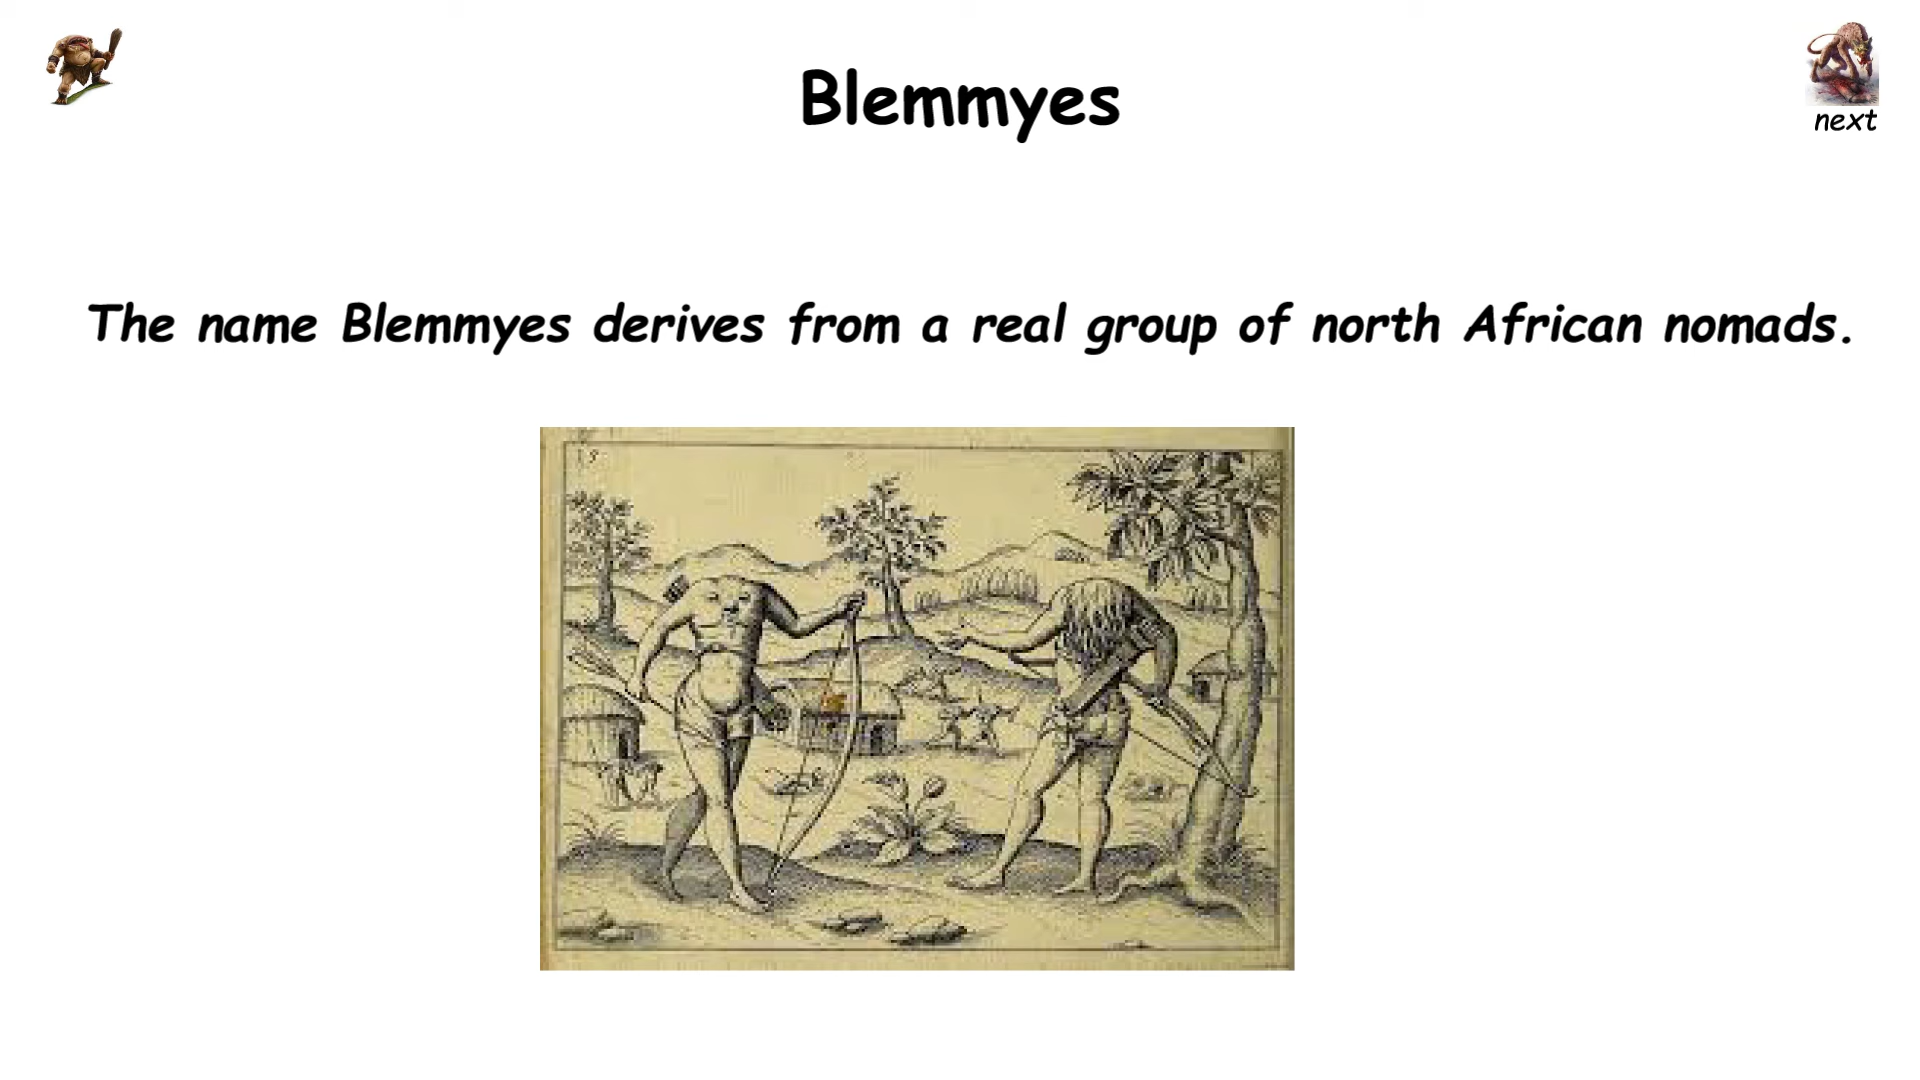 Blemmyes
next
The name Blemmyes derives from a real group of north African nomads.